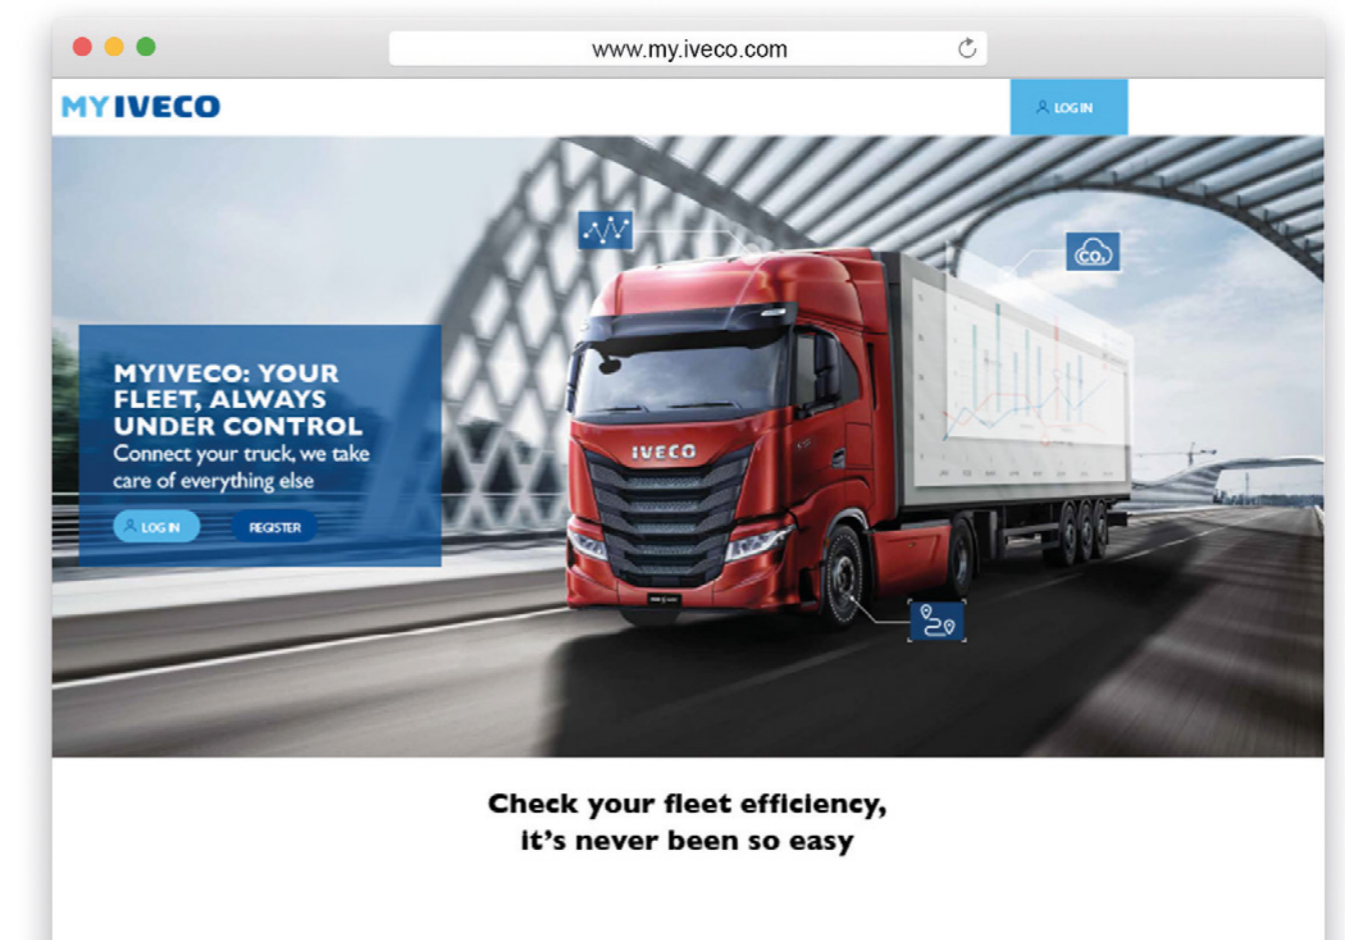 www.my.iveco.com
MYIVECO
LOG IN
CO₂
MYIVECO: YOUR
FLEET, ALWAYS
UNDER CONTROL
Connect your truck, we take
care of everything else
LOG IN
REGISTER
IVECO
Check your fleet efficiency,
it's never been so easy